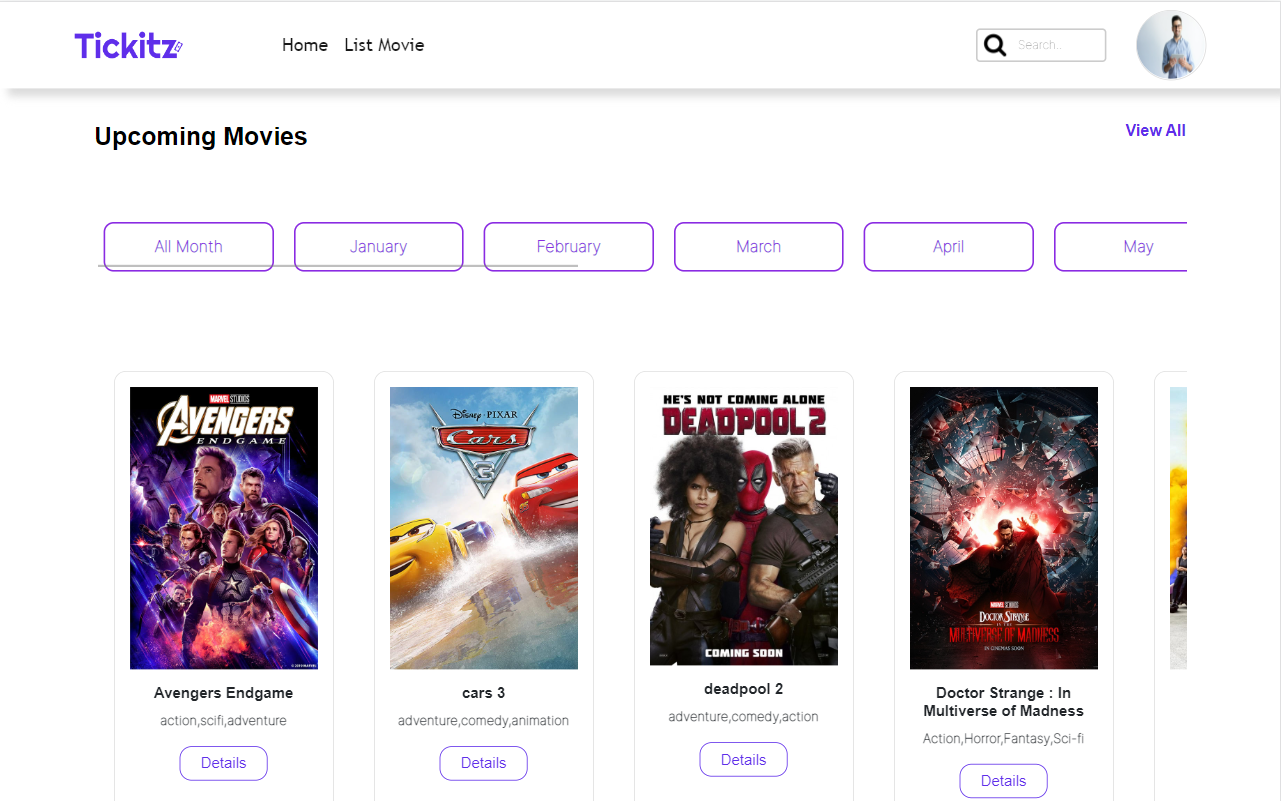 Tickitz
Home
List Movie
Search..
Upcoming Movies
View All
All Month
January
February
March
April
May
MARVEL STUDIOS
AVENGERS
ENDGAME
Avengers Endgame
action,scifi,adventure
Details
Disney·PIXAR
Cars
3
cars 3
adventure,comedy,animation
Details
HE'S NOT COMING ALONE
DEADPOOL 2
COMING SOON
deadpool 2
adventure,comedy,action
Details
MARVEL STUDIOS
DOCTOR STRANGE
IN THE
MULTIVERSE OF MADNESS
IN CINEMAS SOON
Doctor Strange : In
Multiverse of Madness
Action,Horror,Fantasy,Sci-fi
Details